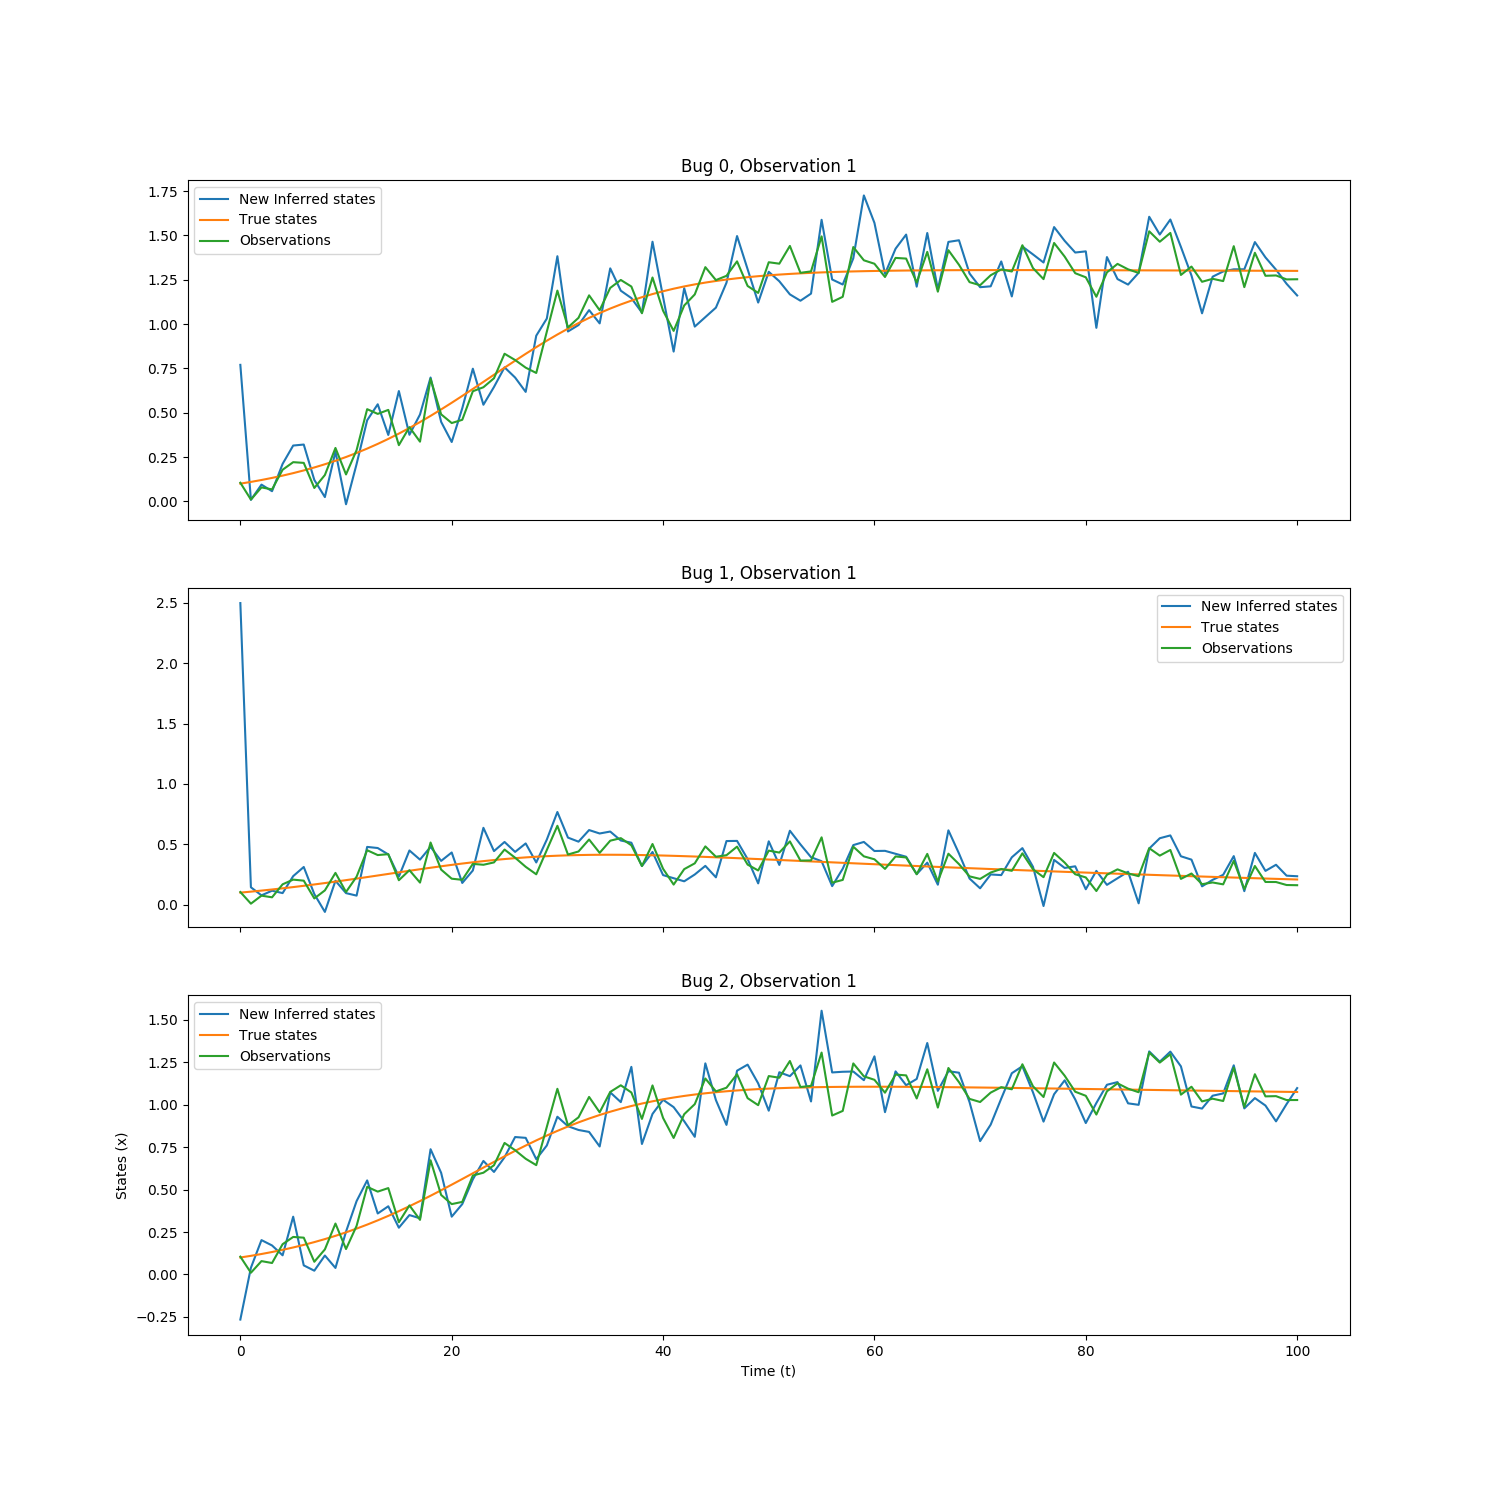 Bug 0, Observation 1
1.75
1.50
1.25
1.00
0.75
0.50
0.25
0.00
New Inferred states
True states
Observations
Bug 1, Observation 1
2.5
2.0
1.5
1.0
0.5
0.0
New Inferred states
True states
Observations
Bug 2, Observation 1
States (x)
1.50
1.25
1.00
0.75
0.50
0.25
0.00
−0.25
New Inferred states
True states
Observations
0 20 40 60 80 100
Time (t)